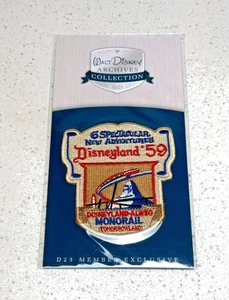 WALT DISNEY
ARCHIVES
COLLECTION
6 SPECTACULAR
NEW ADVENTURES
Disneyland '59
DISNEYLAND-ALWEG
MONORAIL
TOMORROWLAND
D23 MEMBER EXCLUSIVE